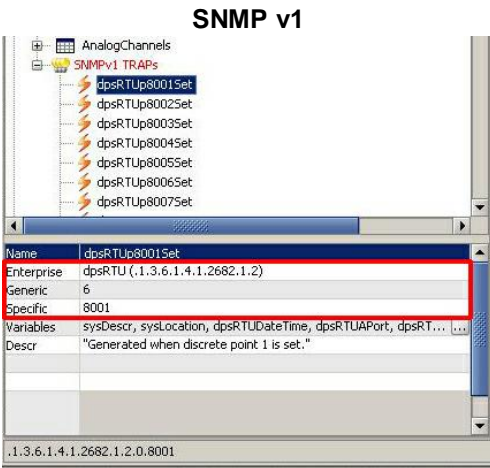 SNMP v1
AnalogChannels
SNMPv1 TRAPs
dpsRTUp8001Set
dpsRTUp8002Set
dpsRTUp8003Set
dpsRTUp8004Set
dpsRTUp8005Set
dpsRTUp8006Set
dpsRTUp8007Set
Name dpsRTUp8001Set
Enterprise dpsRTU (.1.3.6.1.4.1.2682.1.2)
Generic 6
Specific 8001
Variables sysDescr, sysLocation, dpsRTUDateTime, dpsRTUAPort, dpsRT... ...
Descr "Generated when discrete point 1 is set."
.1.3.6.1.4.1.2682.1.2.0.8001